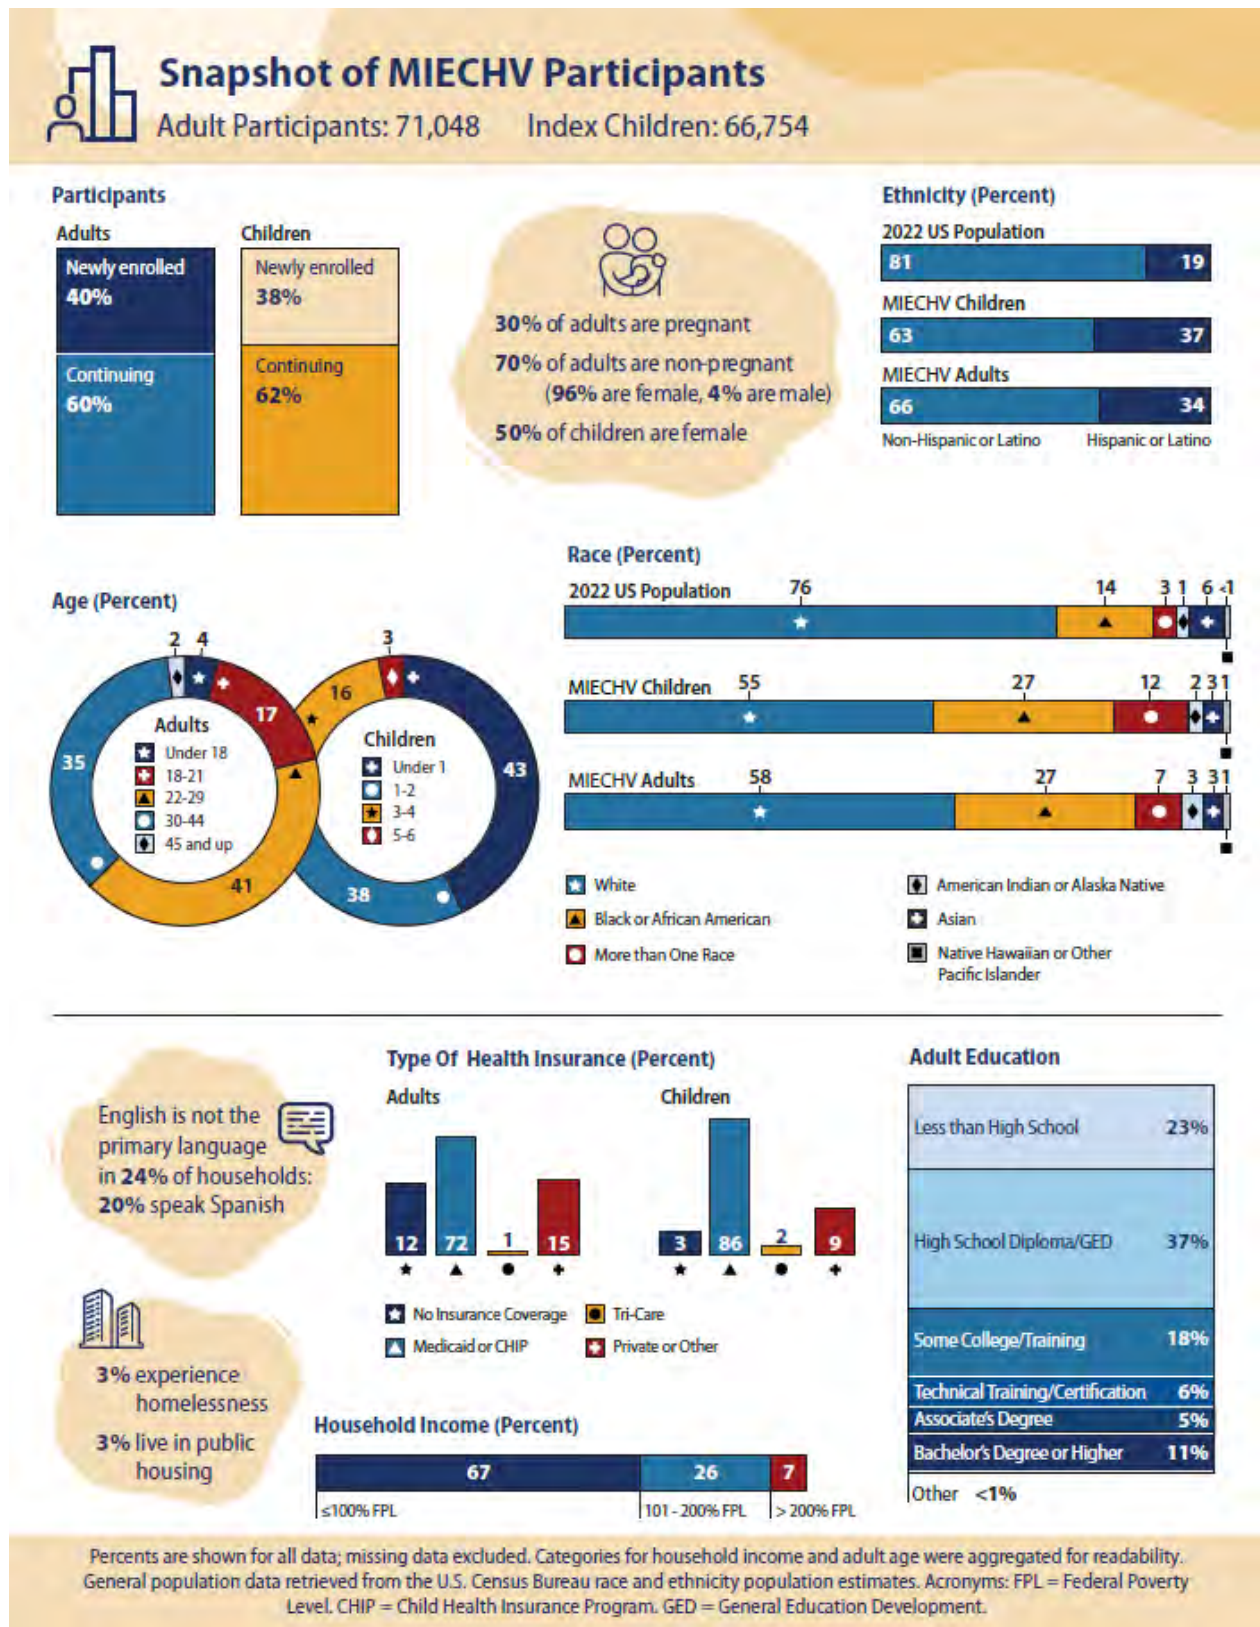 Snapshot of MIECHV Participants
Adult Participants: 71,048 Index Children: 66,754
Participants
Adults
Newly enrolled
40%
Continuing
60%
Children
Newly enrolled
38%
Continuing
62%
30% of adults are pregnant
70% of adults are non-pregnant
(96% are female, 4% are male)
50% of children are female
Ethnicity (Percent)
2022 US Population
81 19
MIECHV Children
63 37
MIECHV Adults
66 34
Non-Hispanic or Latino Hispanic or Latino
Age (Percent)
2 4
17
35
41
Adults
Under 18
18-21
22-29
30-44
45 and up
3
16
43
38
Children
Under 1
1-2
3-4
5-6
Race (Percent)
2022 US Population 76 14 3 1 6 <1
MIECHV Children 55 27 12 2 3 1
MIECHV Adults 58 27 7 3 3 1
White
Black or African American
More than One Race
American Indian or Alaska Native
Asian
Native Hawaiian or Other
Pacific Islander
English is not the
primary language
in 24% of households:
20% speak Spanish
3% experience
homelessness
3% live in public
housing
Type Of Health Insurance (Percent)
Adults
12 72 1 15
Children
3 86 2 9
No Insurance Coverage
Tri-Care
Medicaid or CHIP
Private or Other
Household Income (Percent)
67 26 7
≤100% FPL 101 - 200% FPL > 200% FPL
Adult Education
Less than High School 23%
High School Diploma/GED 37%
Some College/Training 18%
Technical Training/Certification 6%
Associate's Degree 5%
Bachelor's Degree or Higher 11%
Other <1%
Percents are shown for all data; missing data excluded. Categories for household income and adult age were aggregated for readability.
General population data retrieved from the U.S. Census Bureau race and ethnicity population estimates. Acronyms: FPL = Federal Poverty
Level. CHIP = Child Health Insurance Program. GED = General Education Development.